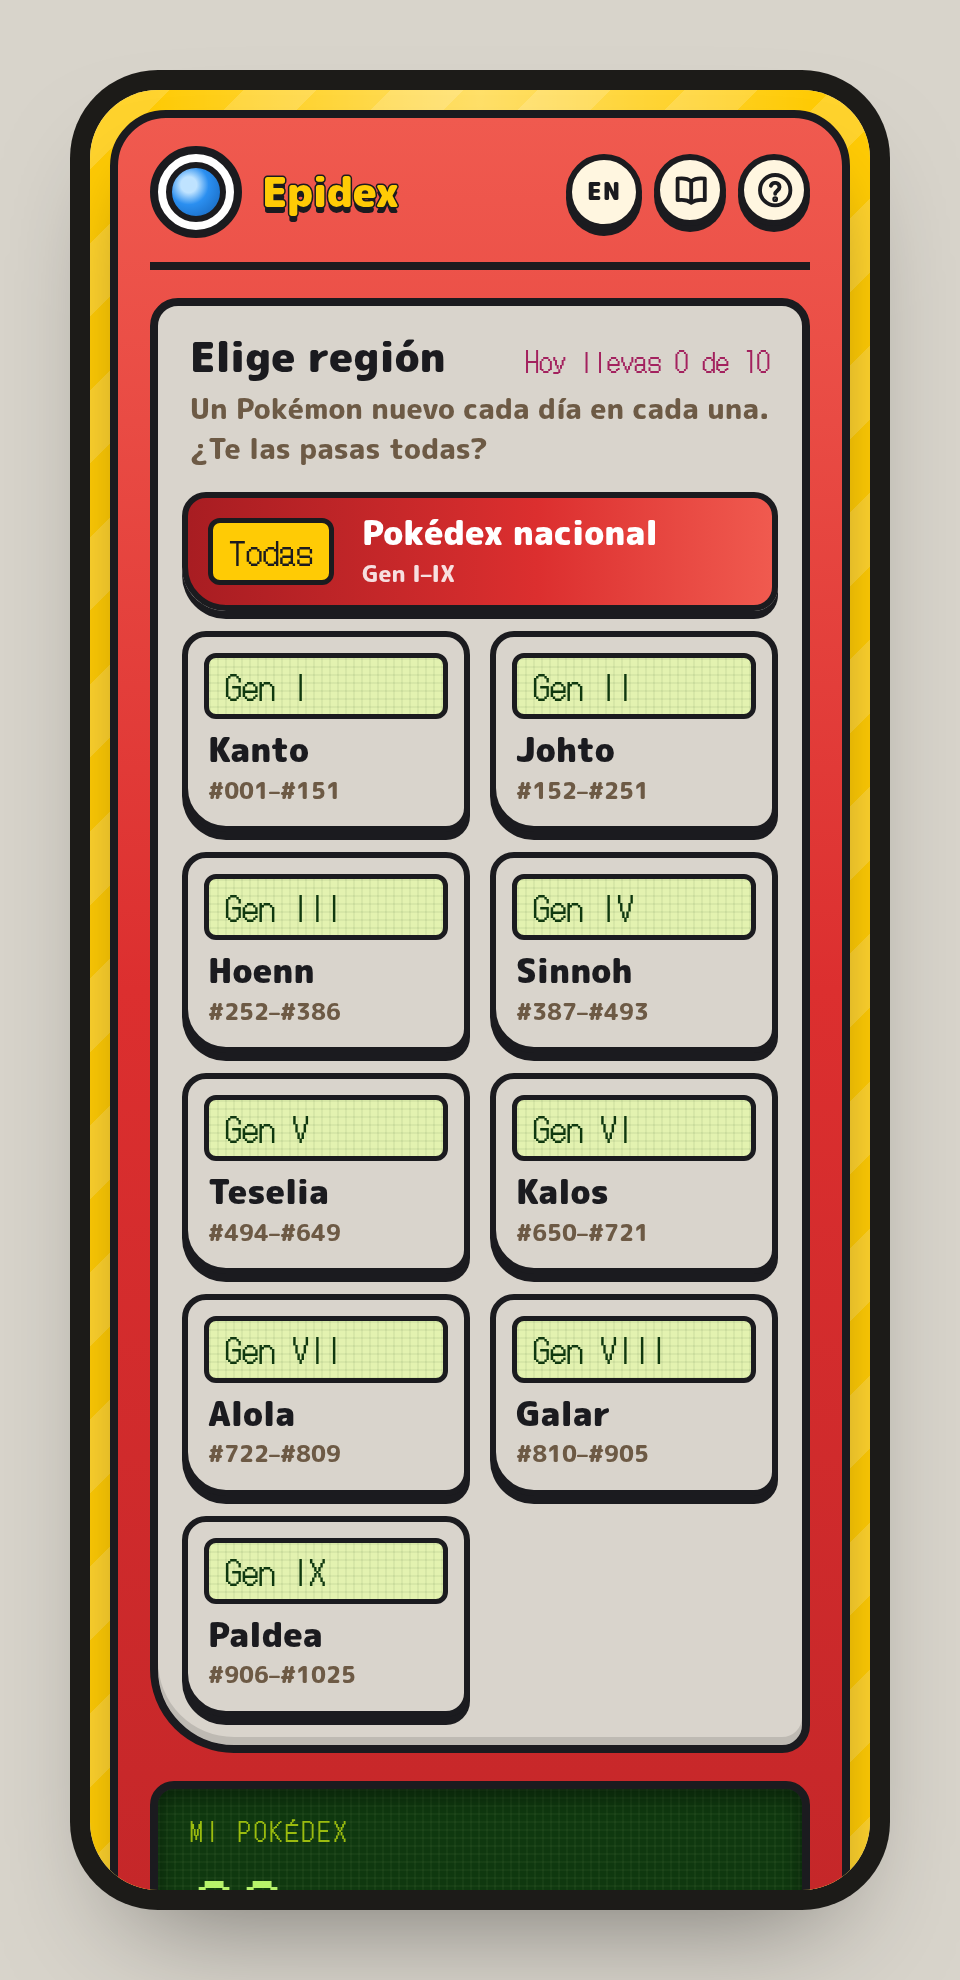 Epidex
EN
Elige región
Hoy llevas 0 de 10
Un Pokémon nuevo cada día en cada una.
¿Te las pasas todas?
Todas
Pokédex nacional
Gen I–IX
Gen I
Kanto
#001–#151
Gen II
Johto
#152–#251
Gen III
Hoenn
#252–#386
Gen IV
Sinnoh
#387–#493
Gen V
Teselia
#494–#649
Gen VI
Kalos
#650–#721
Gen VII
Alola
#722–#809
Gen VIII
Galar
#810–#905
Gen IX
Paldea
#906–#1025
MI POKÉDEX